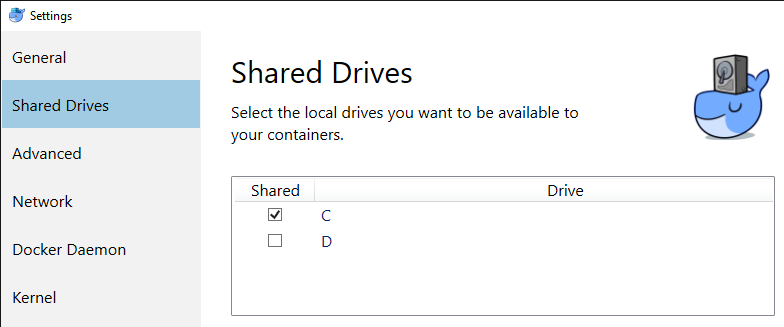 Settings
General
Shared Drives
Advanced
Network
Docker Daemon
Kernel
Shared Drives
Select the local drives you want to be available to
your containers.
Shared Drive
C
D